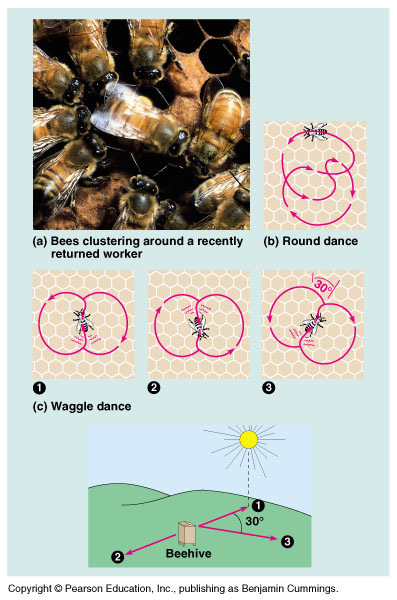 (a) Bees clustering around a recently
returned worker
(b) Round dance
30°
1
2
3
(c) Waggle dance
1
30°
3
2
Beehive
Copyright © Pearson Education, Inc., publishing as Benjamin Cummings.